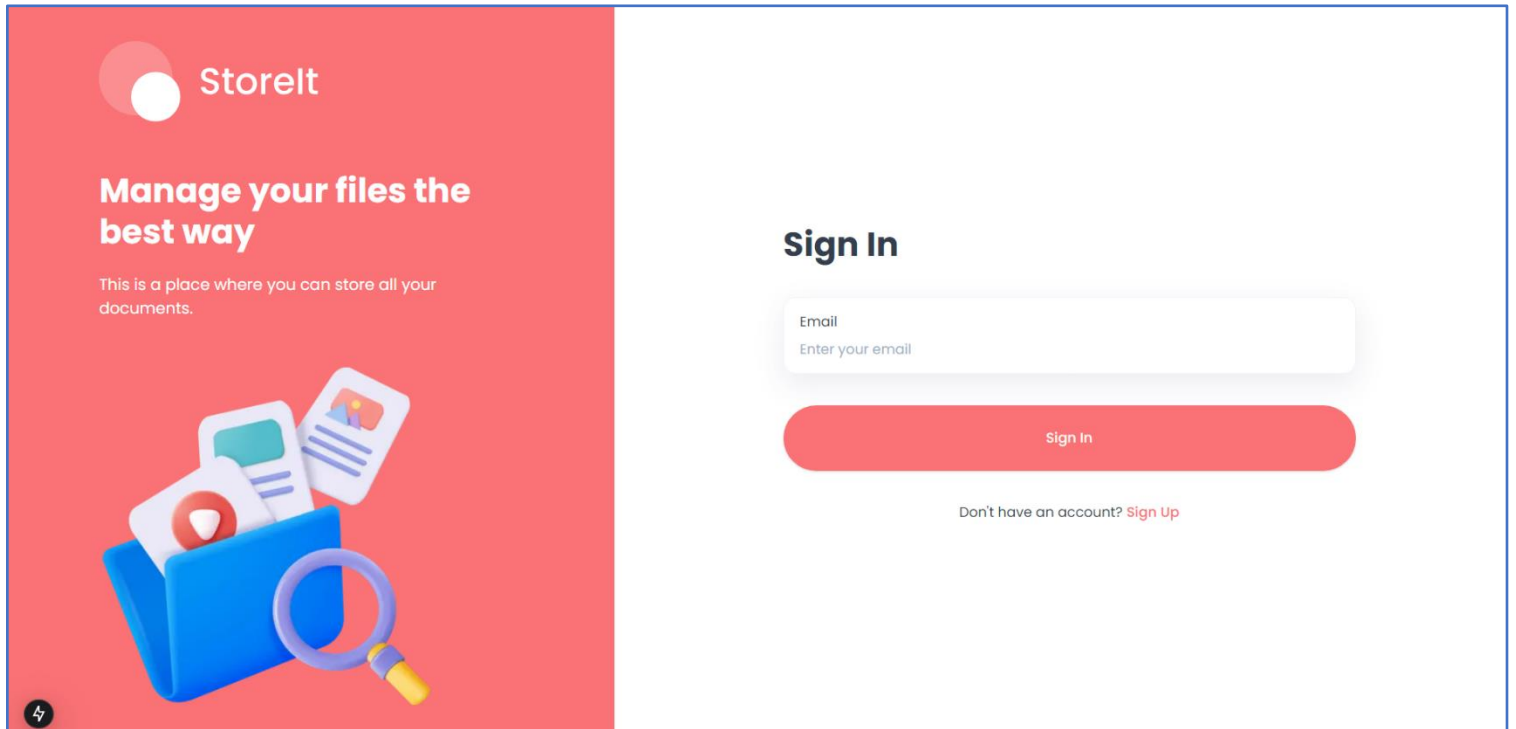 StoreIt
Manage your files the
best way
This is a place where you can store all your
documents.
Sign In
Email
Enter your email
Sign In
Don't have an account? Sign Up